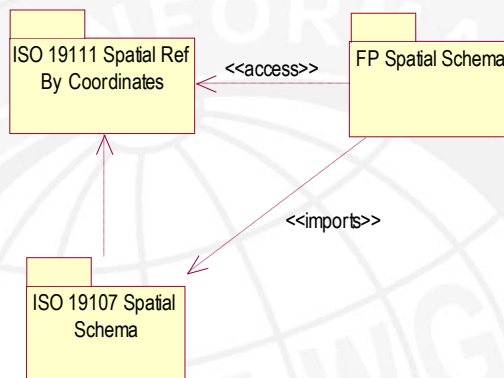 ISO 19111 Spatial Ref
By Coordinates
<<access>>
FP Spatial Schema
<<imports>>
ISO 19107 Spatial
Schema